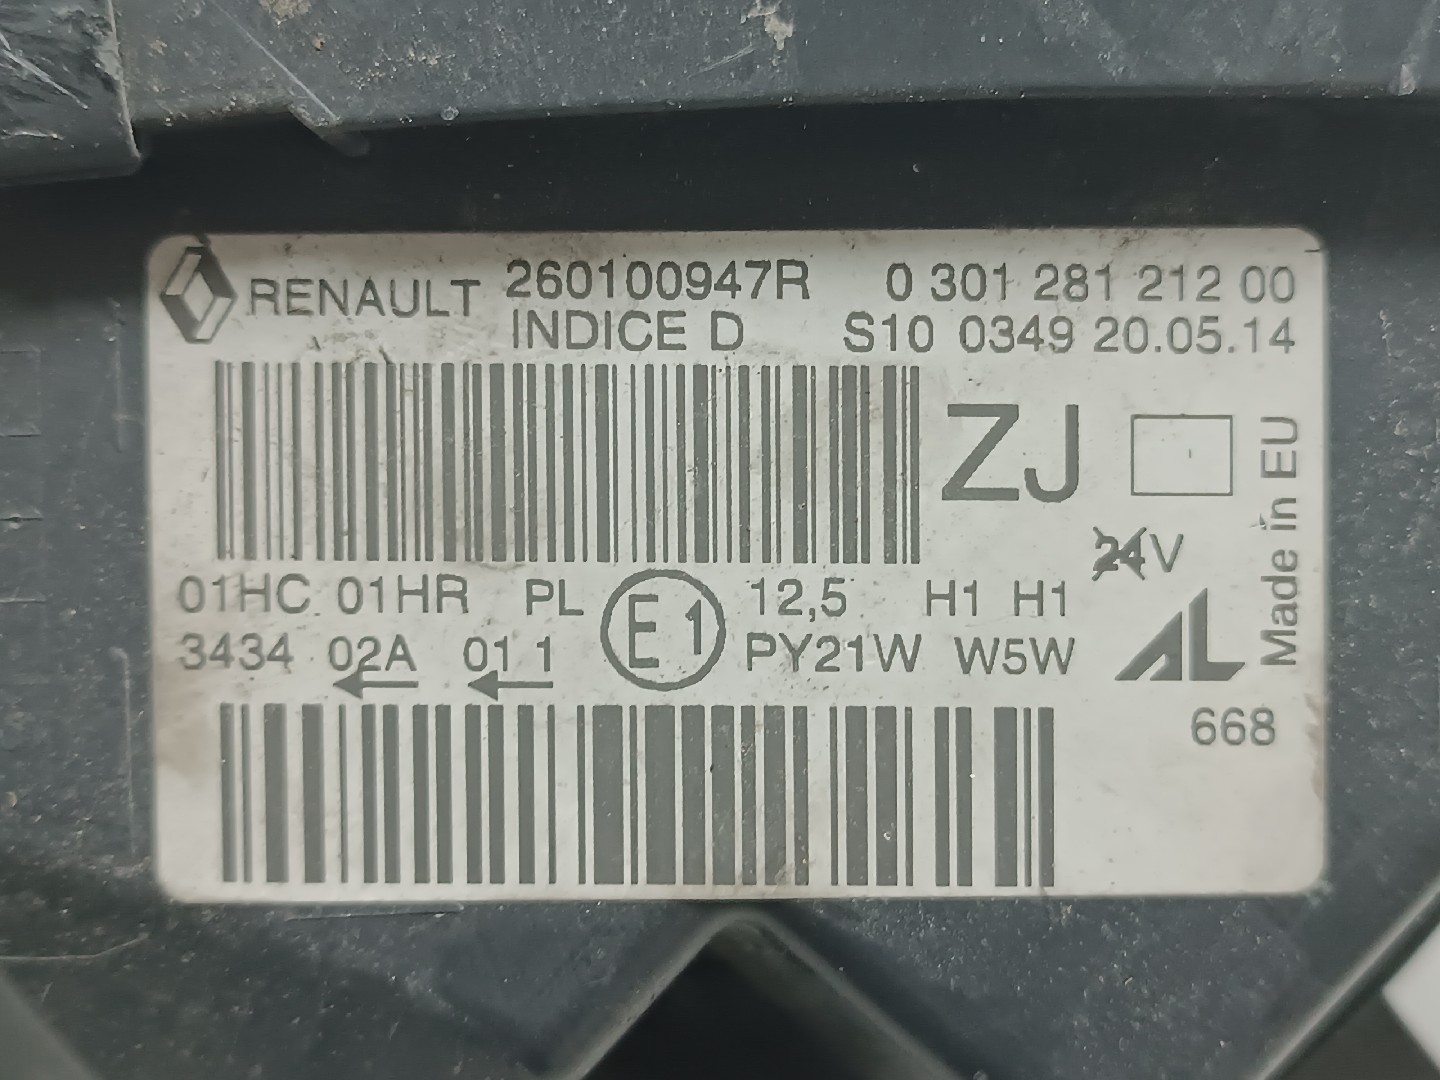 RENAULT 260100947R 0 301 281 212 00
INDICE D S10 0349 20.05.14
ZJ
24V
Made in EU
01HC 01HR PL E1 12,5 H1 H1
3434 02A 01 1 PY21W W5W
AL
668